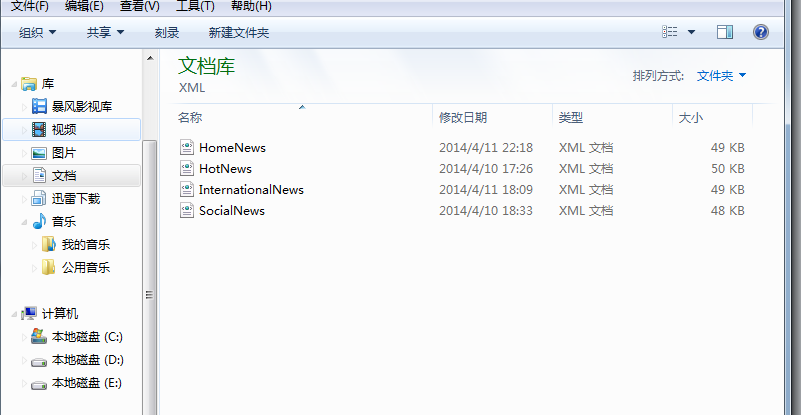 文件(F) 编辑(E) 查看(V) 工具(T) 帮助(H)
组织 共享 刻录 新建文件夹
文档库
XML
排列方式: 文件夹
库
暴风影视库
视频
图片
文档
迅雷下载
音乐
我的音乐
公用音乐
计算机
本地磁盘 (C:)
本地磁盘 (D:)
本地磁盘 (E:)
名称 修改日期 类型 大小
HomeNews 2014/4/11 22:18 XML 文档 49 KB
HotNews 2014/4/10 17:26 XML 文档 50 KB
InternationalNews 2014/4/11 18:09 XML 文档 49 KB
SocialNews 2014/4/10 18:33 XML 文档 48 KB